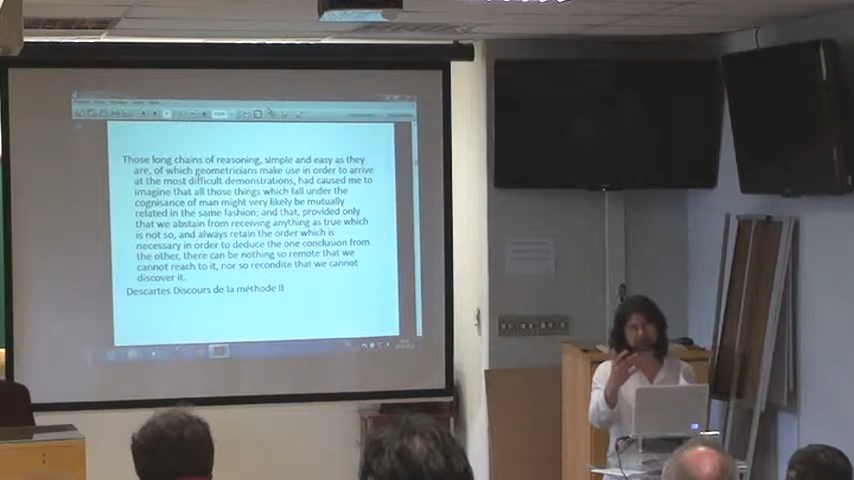 Those long chains of reasoning, simple and easy as they
are, of which geometricians make use in order to arrive
at the most difficult demonstrations, had caused me to
imagine that all those things which fall under the
cognisance of man might very likely be mutually
related in the same fashion; and that, provided only
that we abstain from receiving anything as true which
is not so, and always retain the order which is
necessary in order to deduce the one conclusion from
the other, there can be nothing so remote that we
cannot reach to it, nor so recondite that we cannot
discover it.
Descartes Discours de la méthode II